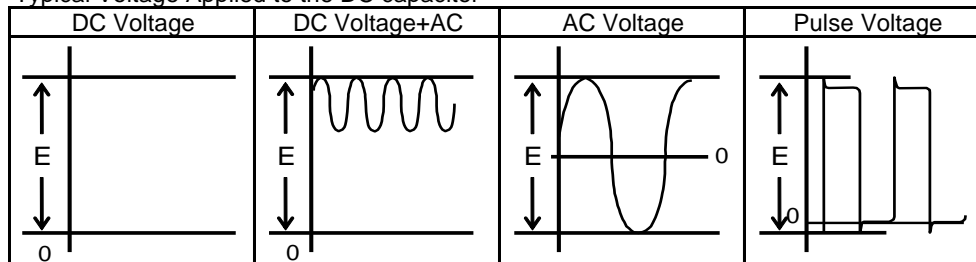 Typical Voltage Applied to the DC capacitor
DC Voltage
DC Voltage+AC
AC Voltage
Pulse Voltage
E
0
E
0
E
0
E
0